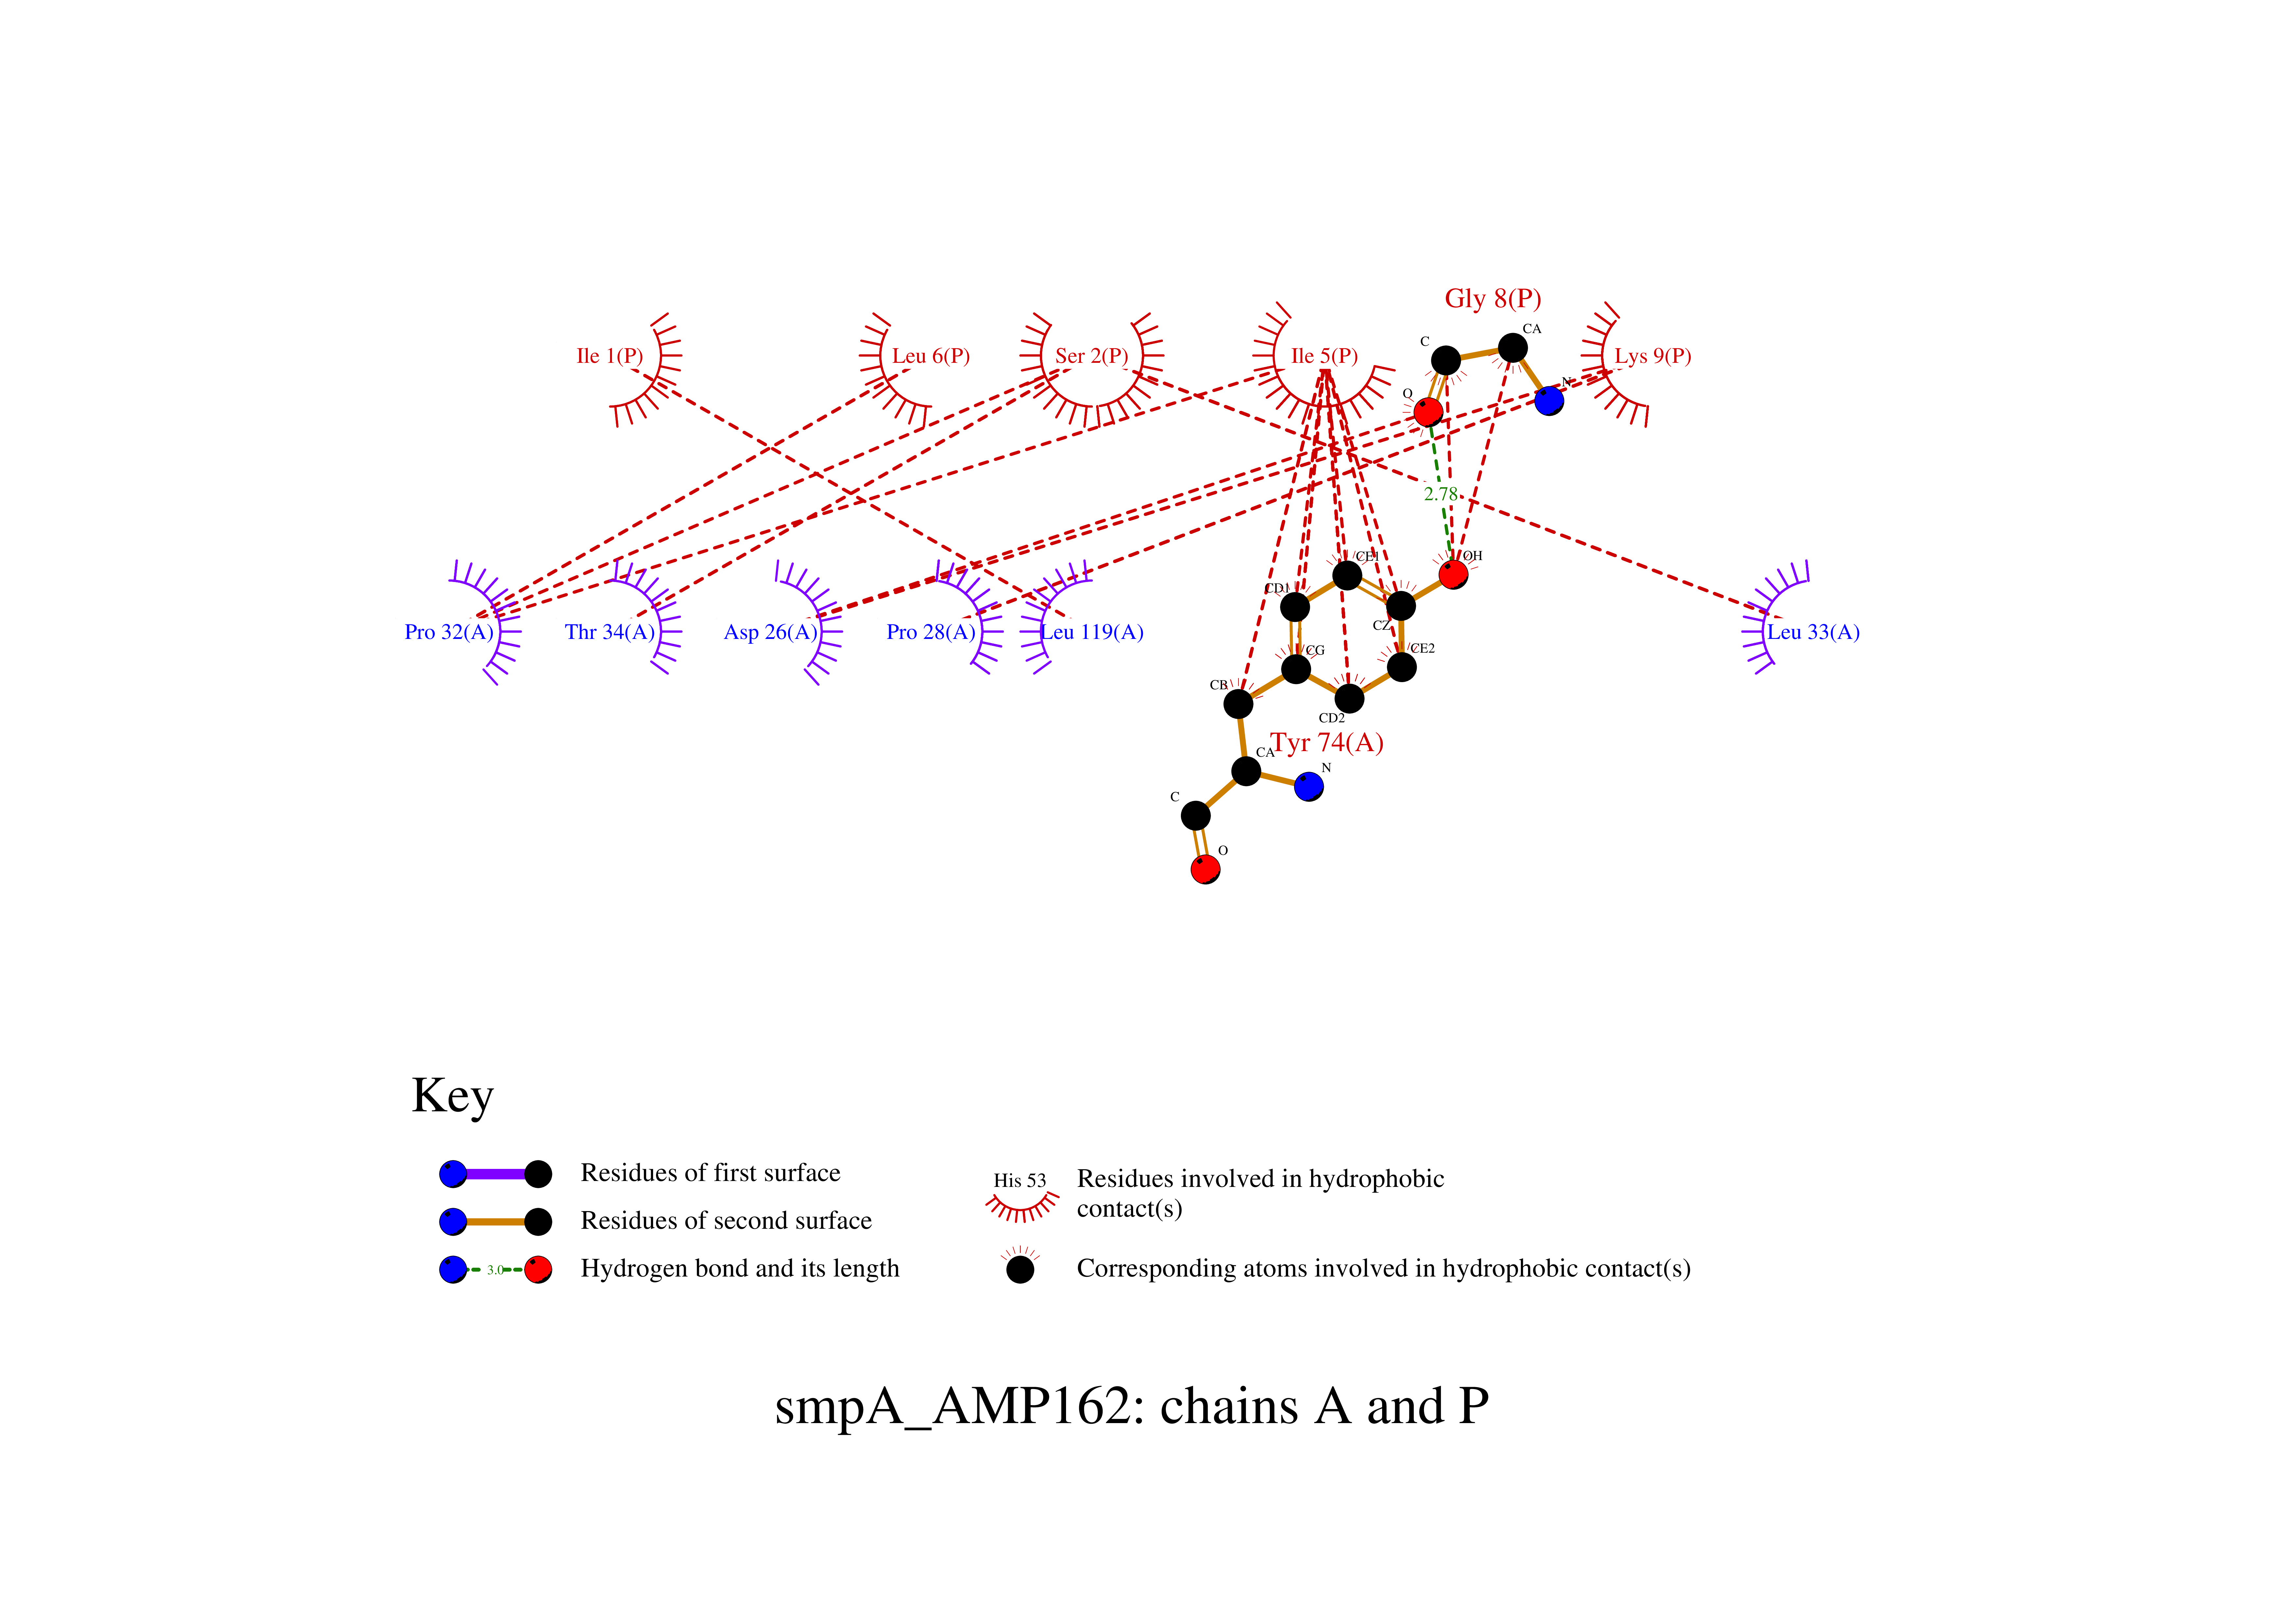 Gly 8(P)
C
CA
Ile 1(P)
Leu 6(P)
Ser 2(P)
Ile 5(P)
Lys 9(P)
O
N
2.78
CE1
OH
CD1
CZ
Pro 32(A)
Thr 34(A)
Asp 26(A)
Pro 28(A)
Leu 119(A)
Leu 33(A)
CG
CE2
CB
CD2
Tyr 74(A)
CA
N
C
O
Key
Residues of first surface
Residues of second surface
3.0
Hydrogen bond and its length
His 53
Residues involved in hydrophobic
contact(s)
Corresponding atoms involved in hydrophobic contact(s)
smpA_AMP162: chains A and P